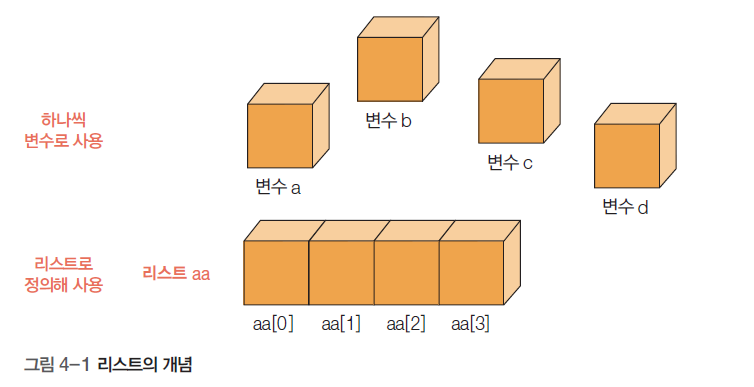 하나씩
변수로 사용
변수 a
변수 b
변수 c
변수 d
리스트로
정의해 사용
리스트 aa
aa[0]
aa[1]
aa[2]
aa[3]
그림 4-1 리스트의 개념